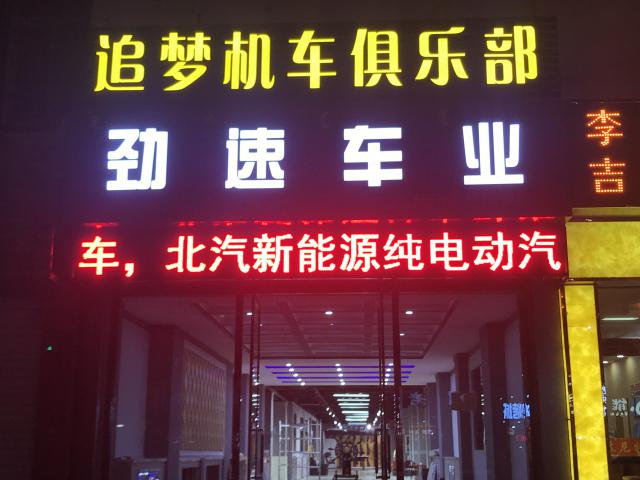 追梦机车俱乐部
劲速车业
车，北汽新能源纯电动汽
李吉
熊